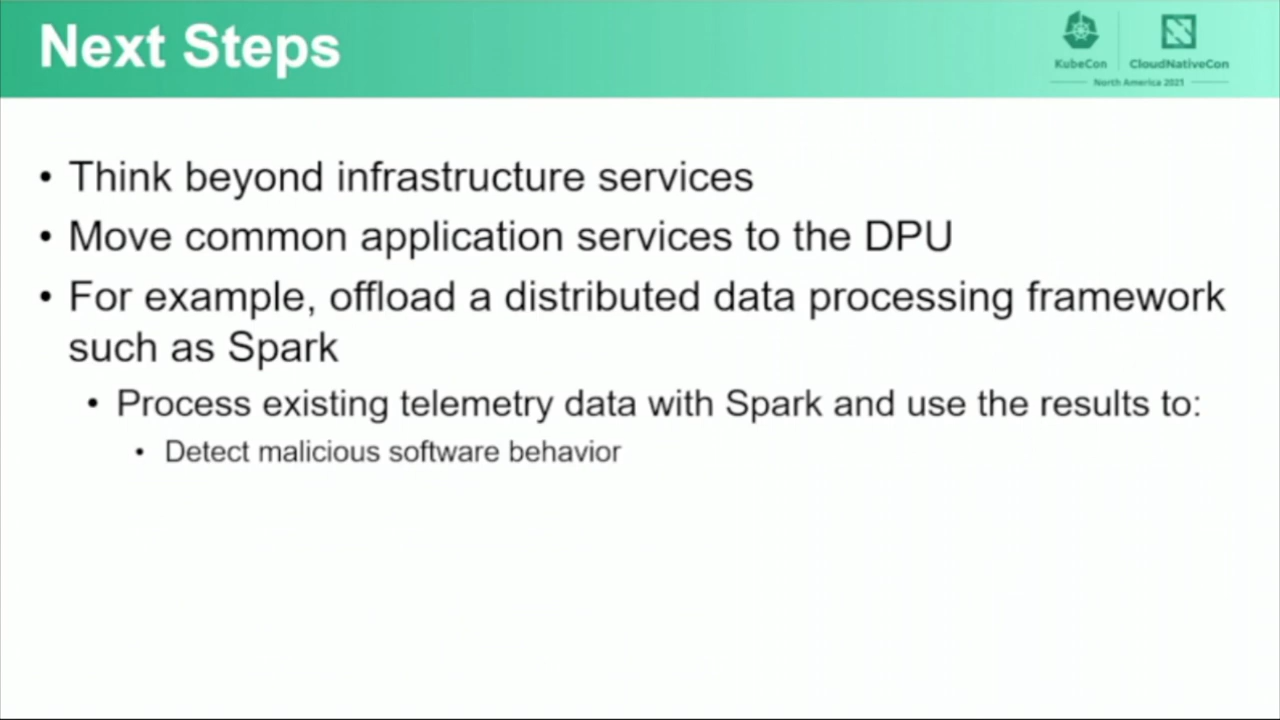 Next Steps
KubeCon
CloudNativeCon
North America 2021
• Think beyond infrastructure services
• Move common application services to the DPU
• For example, offload a distributed data processing framework
such as Spark
• Process existing telemetry data with Spark and use the results to:
• Detect malicious software behavior